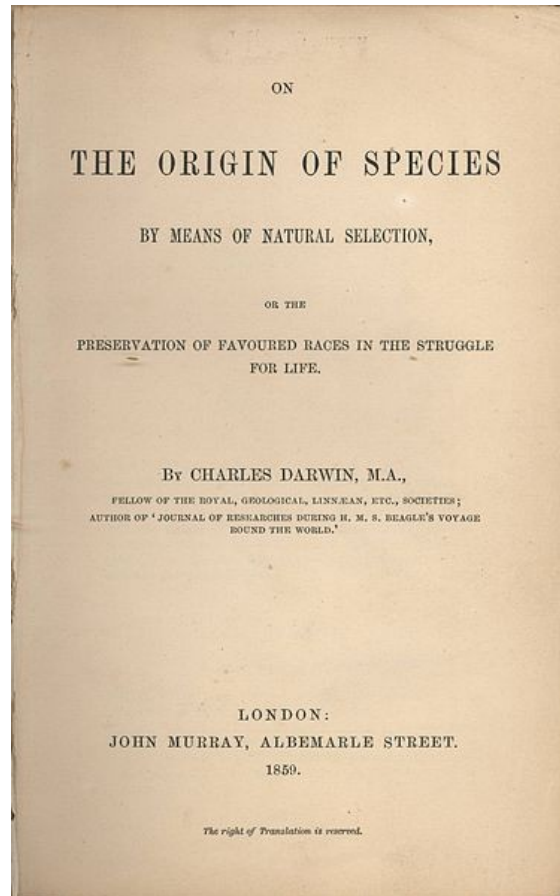 ON
THE ORIGIN OF SPECIES
BY MEANS OF NATURAL SELECTION,
OR THE
PRESERVATION OF FAVOURED RACES IN THE STRUGGLE
FOR LIFE.
BY CHARLES DARWIN, M.A.,
FELLOW OF THE ROYAL, GEOLOGICAL, LINNÆAN, ETC., SOCIETIES;
AUTHOR OF ‘JOURNAL OF RESEARCHES DURING H. M. S. BEAGLE’S VOYAGE
ROUND THE WORLD.’
LONDON:
JOHN MURRAY, ALBEMARLE STREET.
1859.
The right of Translation is reserved.